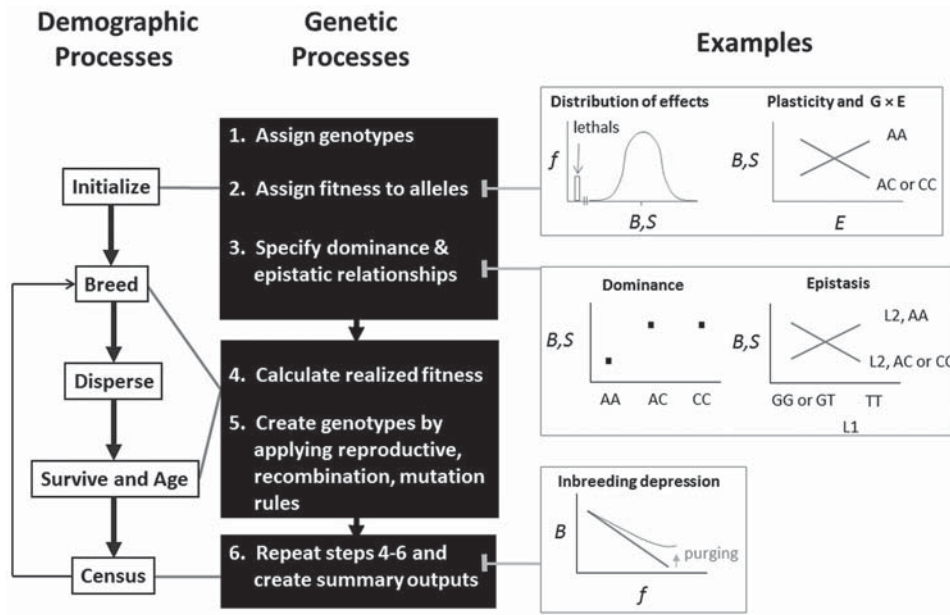 Demographic
Processes
Genetic
Processes
Examples
Initialize
Breed
Disperse
Survive and Age
Census
1. Assign genotypes
2. Assign fitness to alleles
3. Specify dominance &
epistatic relationships
4. Calculate realized fitness
5. Create genotypes by
applying reproductive,
recombination, mutation
rules
6. Repeat steps 4-6 and
create summary outputs
Distribution of effects
lethals
f
B,S
Plasticity and G × E
B,S
AA
AC or CC
E
Dominance
B,S
AA AC CC
Epistasis
B,S
L2, AA
L2, AC or CC
GG or GT TT
L1
Inbreeding depression
B
purging
f